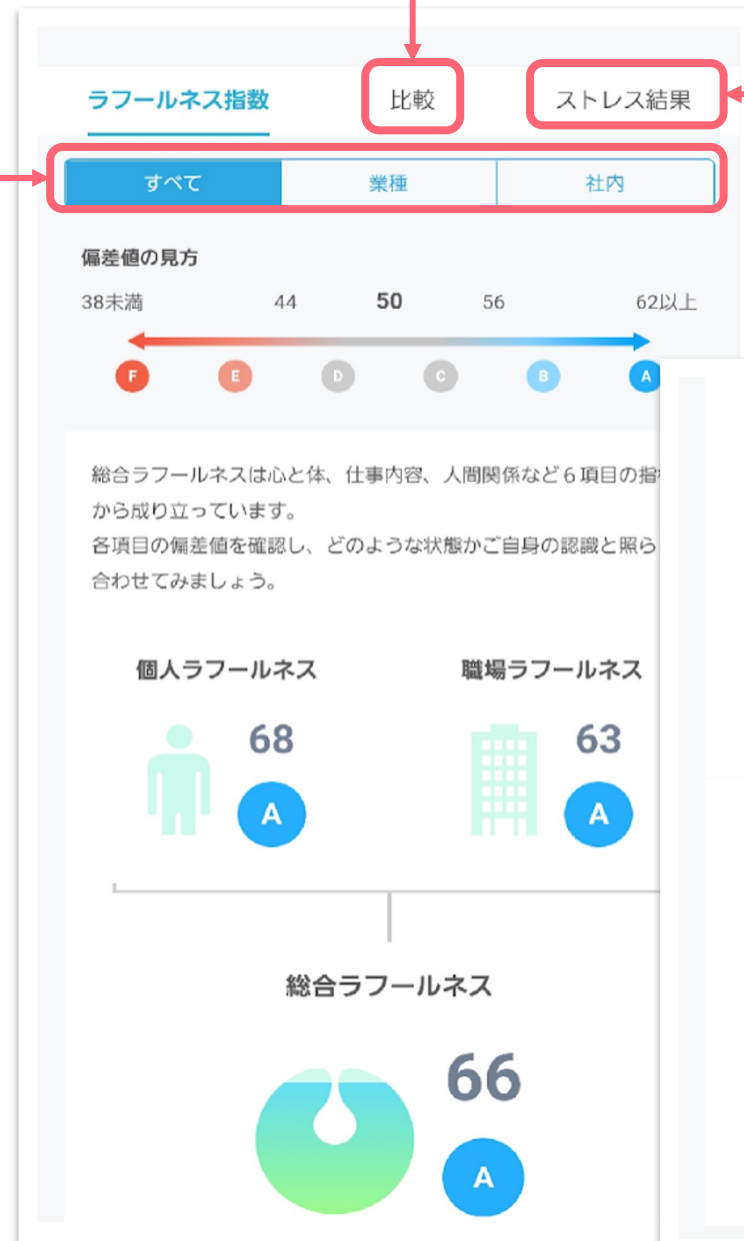 ラフールネス指数 比較 ストレス結果
すべて 業種 社内
偏差値の見方
38未満 44 50 56 62以上
F E D C B A
総合ラフールネスは心と体、仕事内容、人間関係など6項目の指
から成り立っています。
各項目の偏差値を確認し、どのような状態かご自身の認識と照ら
合わせてみましょう。
個人ラフールネス 職場ラフールネス
68 63
A A
総合ラフールネス
66
A